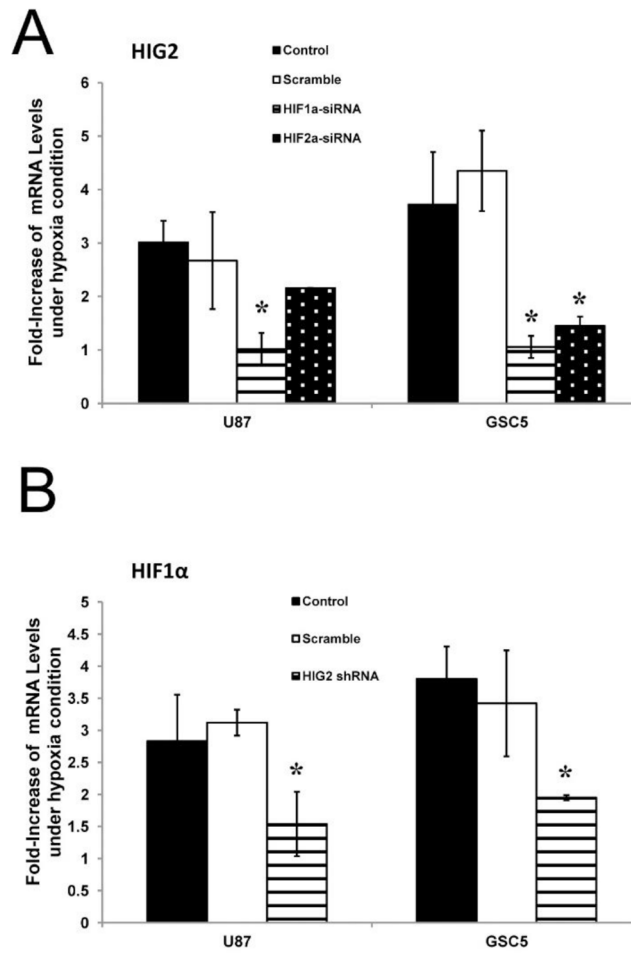 A
HIG2
Control
Scramble
HIF1a-siRNA
HIF2a-siRNA
Fold-Increase of mRNA Levels
under hypoxia condition
6
5
4
3
2
1
0
*
*
*
U87
GSC5
B
HIF1α
Control
Scramble
HIG2 shRNA
Fold-Increase of mRNA Levels
under hypoxia condition
5
4.5
4
3.5
3
2.5
2
1.5
1
0.5
0
*
*
U87
GSC5